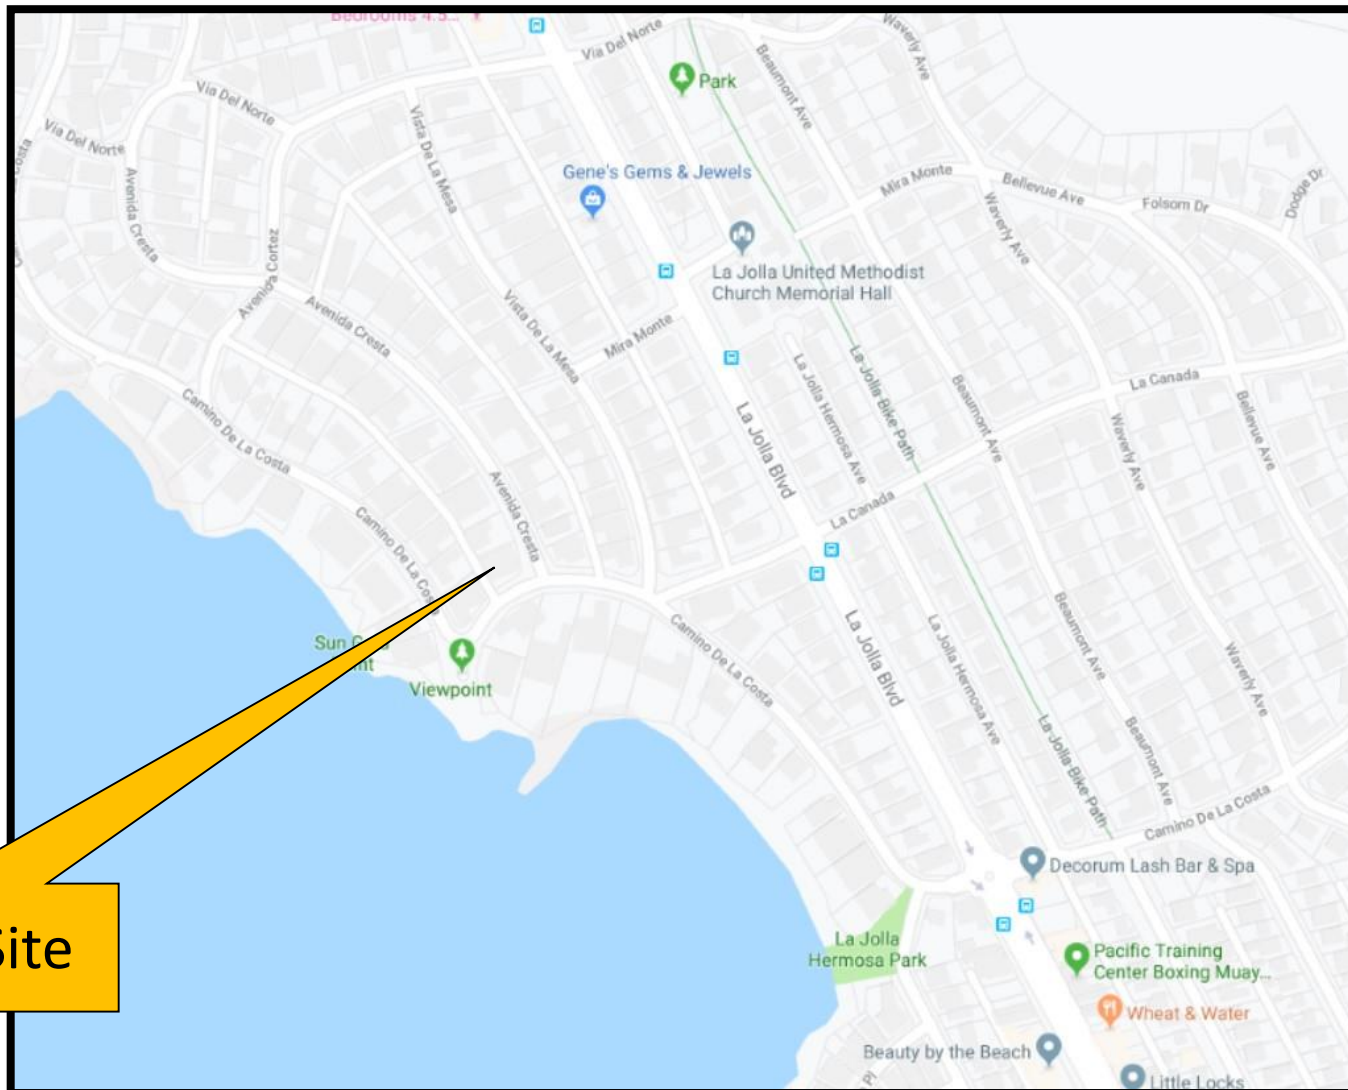 Bedrooms 4.5...
Via Del Norte
Waverly Ave
Beaumont Ave
Park
Via Del Norte
Via Del Norte
Vista De La Mesa
Gene's Gems & Jewels
Mira Monte
Bellevue Ave
Folsom Dr
Dodge Dr
Costa
Avenida Cresta
Waverly Ave
La Jolla United Methodist
Church Memorial Hall
Avenida Cortez
Avenida Cresta
Vista De La Mesa
Mira Monte
La Jolla Hermosa Ave
La Jolla Bike Path
Beaumont Ave
La Canada
Bellevue Ave
Camino De La Costa
La Jolla Blvd
Waverly Ave
Avenida Cresta
La Canada
Camino De La Costa
Beaumont Ave
La Jolla Blvd
La Jolla Hermosa Ave
Camino De La Costa
Waverly Ave
Sun
Viewpoint
La Jolla Bike Path
Beaumont Ave
Camino De La Costa
Decorum Lash Bar & Spa
Site
La Jolla
Hermosa Park
Pacific Training
Center Boxing Muay...
Wheat & Water
Beauty by the Beach
Pl
Little Locks